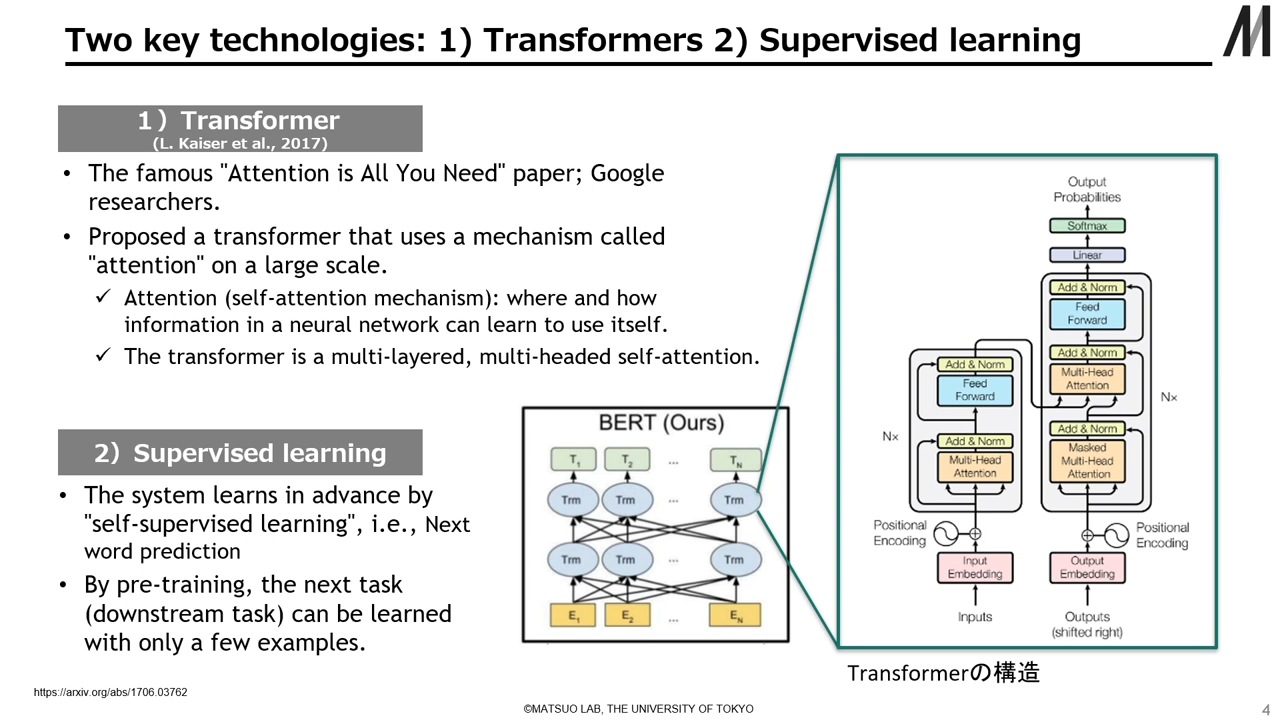 Two key technologies: 1) Transformers 2) Supervised learning
1）Transformer
(L. Kaiser et al., 2017)
• The famous "Attention is All You Need" paper; Google
researchers.
• Proposed a transformer that uses a mechanism called
"attention" on a large scale.
✓ Attention (self-attention mechanism): where and how
information in a neural network can learn to use itself.
✓ The transformer is a multi-layered, multi-headed self-attention.
2）Supervised learning
• The system learns in advance by
"self-supervised learning", i.e., Next
word prediction
• By pre-training, the next task
(downstream task) can be learned
with only a few examples.
BERT (Ours)
T1 T2 ... TN
Trm Trm ... Trm
Trm Trm ... Trm
E1 E2 ... EN
Output
Probabilities
Softmax
Linear
Add & Norm
Feed
Forward
Add & Norm
Multi-Head
Attention
Add & Norm
Masked
Multi-Head
Attention
Nx
Add & Norm
Feed
Forward
Add & Norm
Multi-Head
Attention
Nx
Positional
Encoding
Positional
Encoding
Input
Embedding
Output
Embedding
Inputs
Outputs
(shifted right)
Transformerの構造
https://arxiv.org/abs/1706.03762
©MATSUO LAB, THE UNIVERSITY OF TOKYO
4